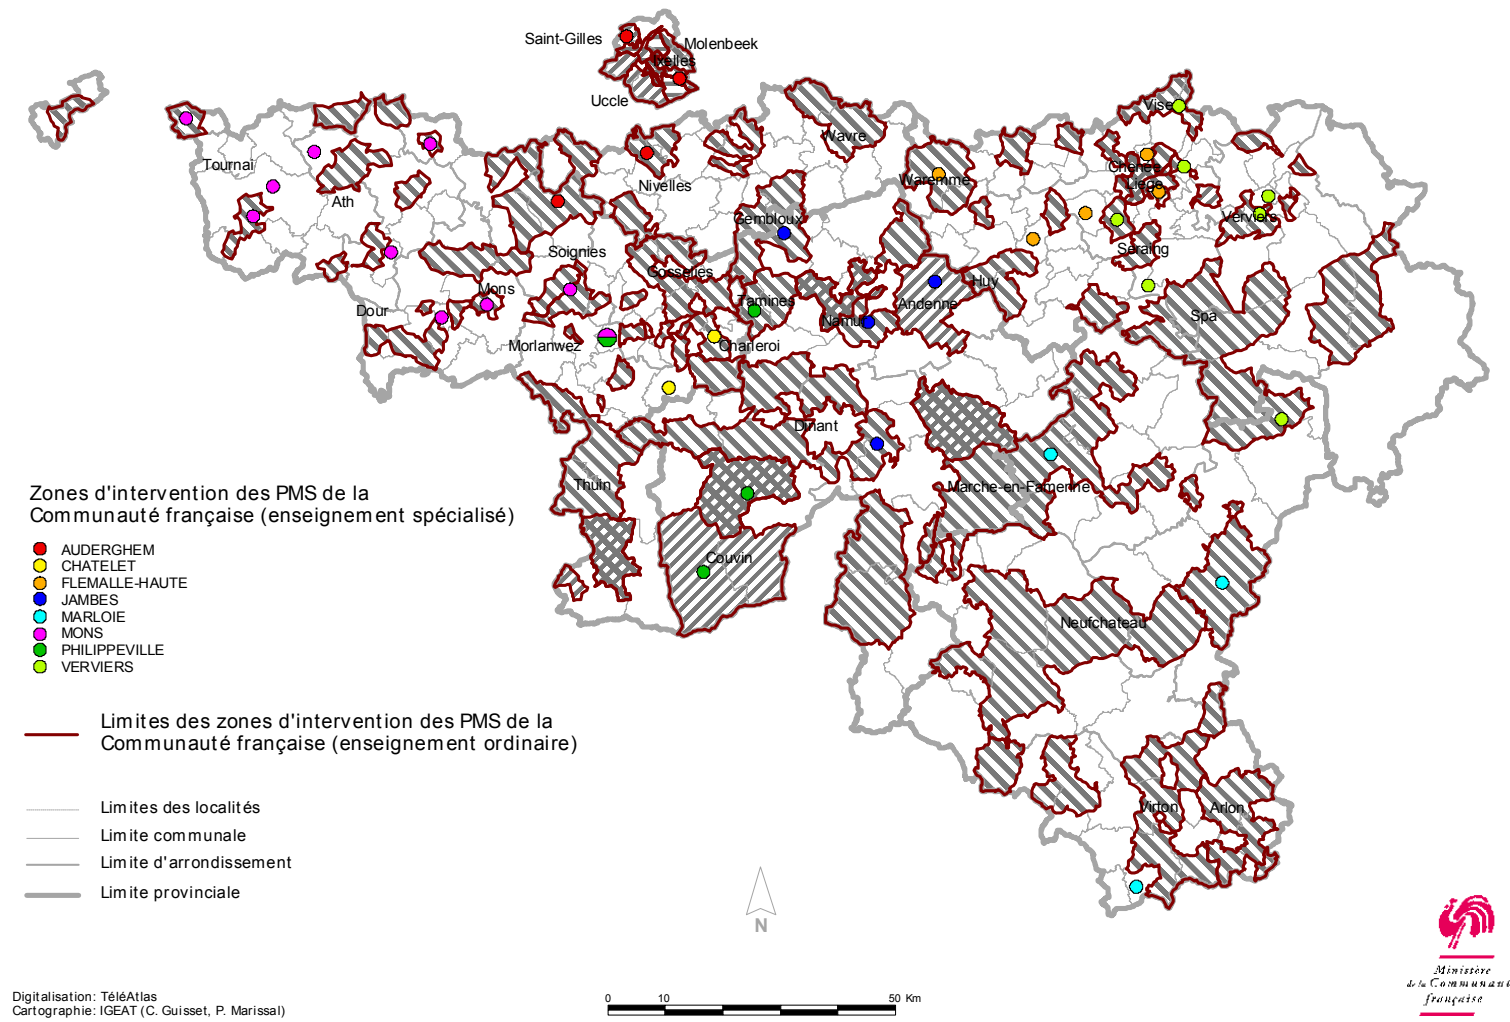 Saint-Gilles
Molenbeek
Ixelles
Uccle
Visé
Wavre
Tournai
Waremme
Chênée
Liège
Nivelles
Ath
Gembloux
Verviers
Soignies
Seraing
Gosselies
Mons
Huy
Tamines
Andenne
Dour
Namur
Spa
Morlanwez
Charleroi
Dinant
Thuin
Marche-en-Famenne
Couvin
Neufchateau
Virton
Arlon
Zones d'intervention des PMS de la
Communauté française (enseignement spécialisé)
AUDERGHEM
CHATELET
FLEMALLE-HAUTE
JAMBES
MARLOIE
MONS
PHILIPPEVILLE
VERVIERS
Limites des zones d'intervention des PMS de la
Communauté française (enseignement ordinaire)
Limites des localités
Limite communale
Limite d'arrondissement
Limite provinciale
N
Digitalisation: TéléAtlas
Cartographie: IGEAT (C. Guisset, P. Marissal)
0 10 50 Km
Ministère
de la Communauté
française